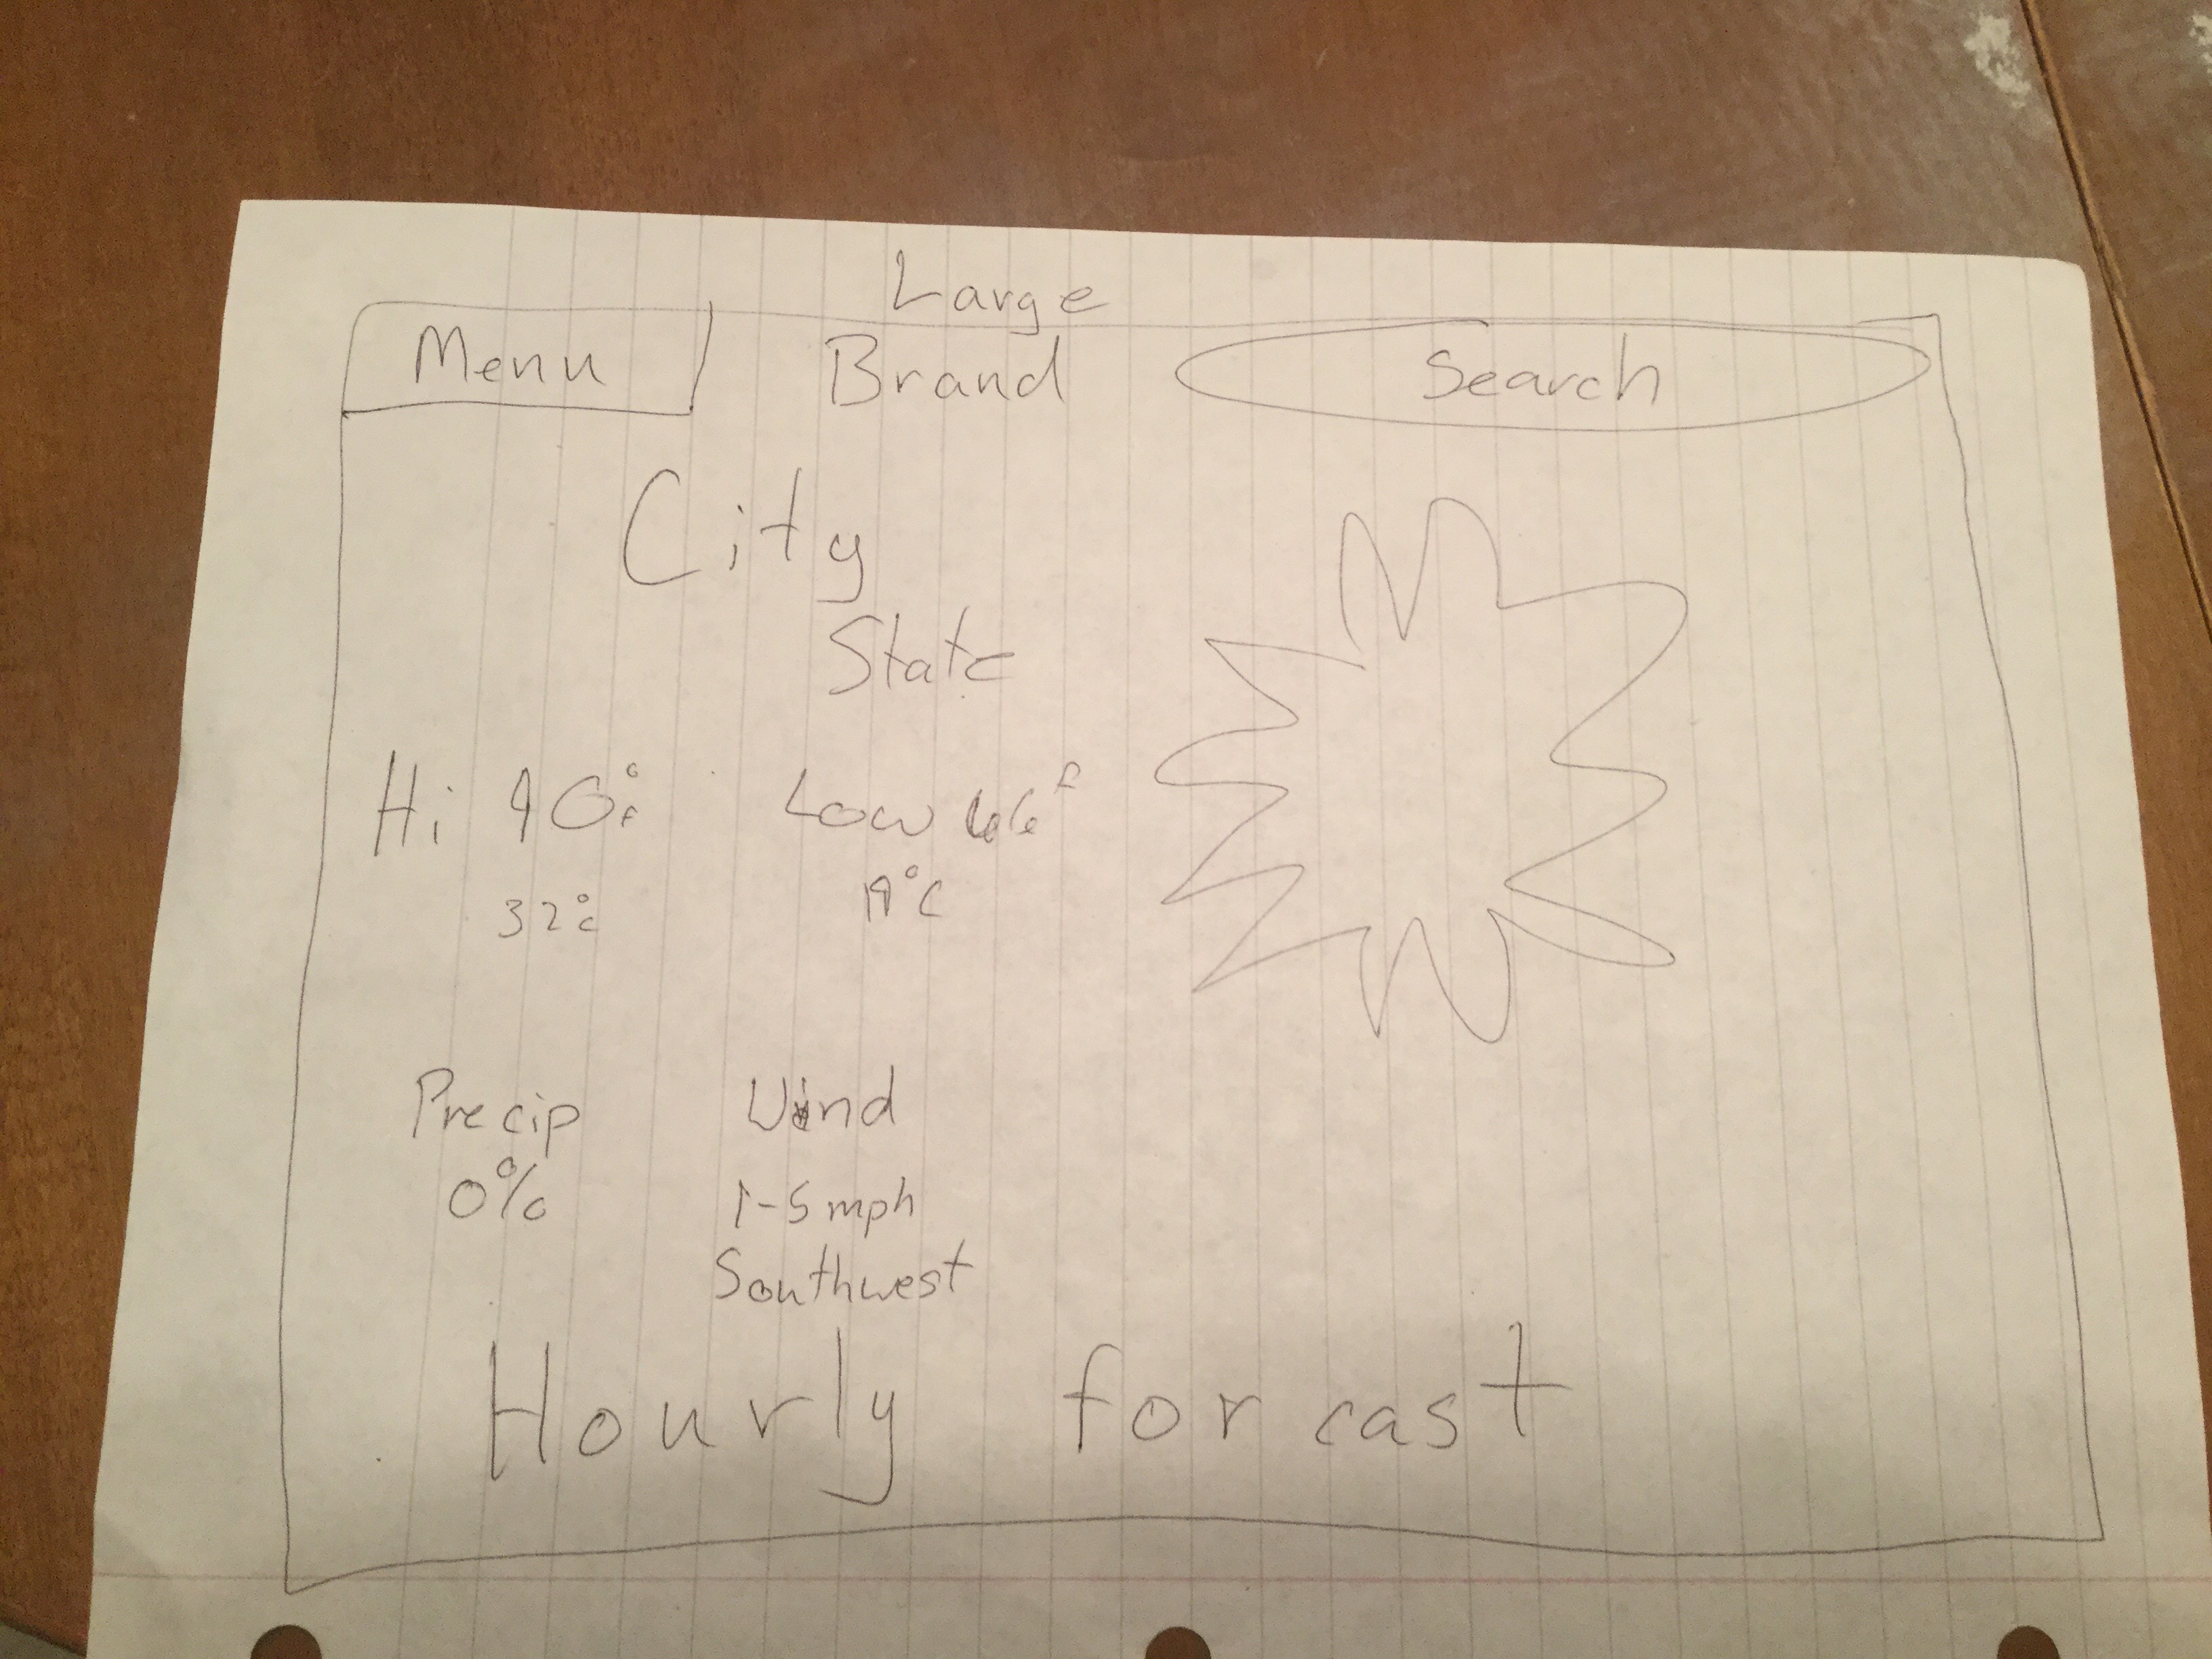 Large
Menu Brand Search
City
State
Hi: 90°F Low 66°F
32°C 19°C
Precip Wind
0% 1-5 mph
Southwest
Hourly forcast